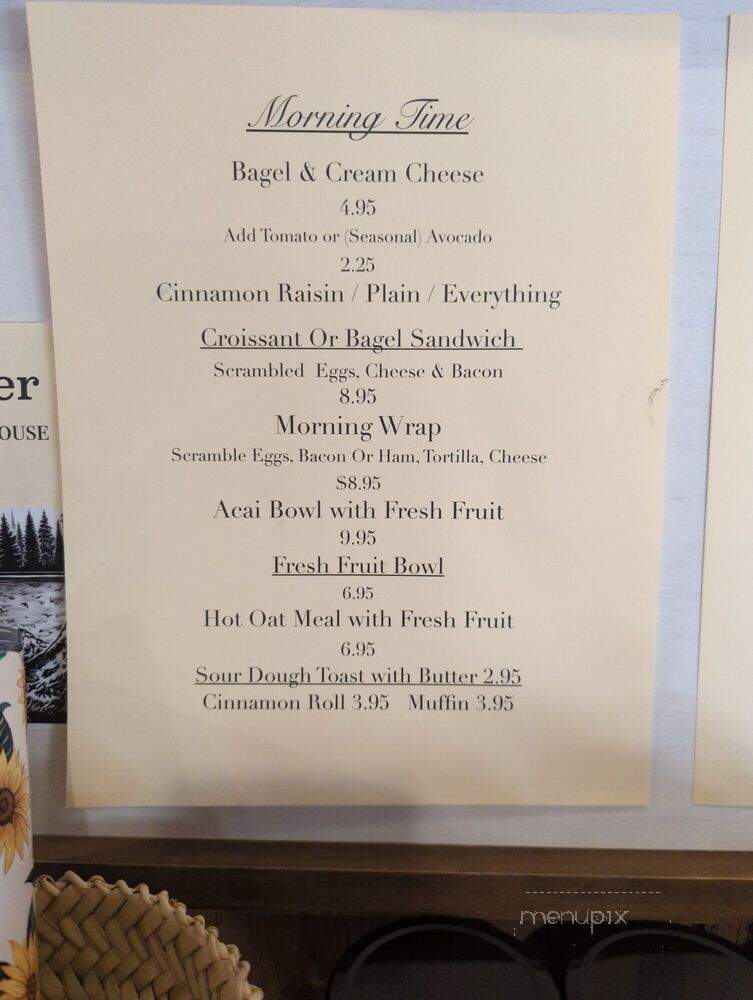 Morning Time
Bagel & Cream Cheese
4.95
Add Tomato or (Seasonal) Avocado
2.25
Cinnamon Raisin / Plain / Everything
Croissant Or Bagel Sandwich
Scrambled Eggs, Cheese & Bacon
8.95
Morning Wrap
Scramble Eggs, Bacon Or Ham, Tortilla, Cheese
$8.95
Acai Bowl with Fresh Fruit
9.95
Fresh Fruit Bowl
6.95
Hot Oat Meal with Fresh Fruit
6.95
Sour Dough Toast with Butter 2.95
Cinnamon Roll 3.95 Muffin 3.95
er
OUSE
menupix